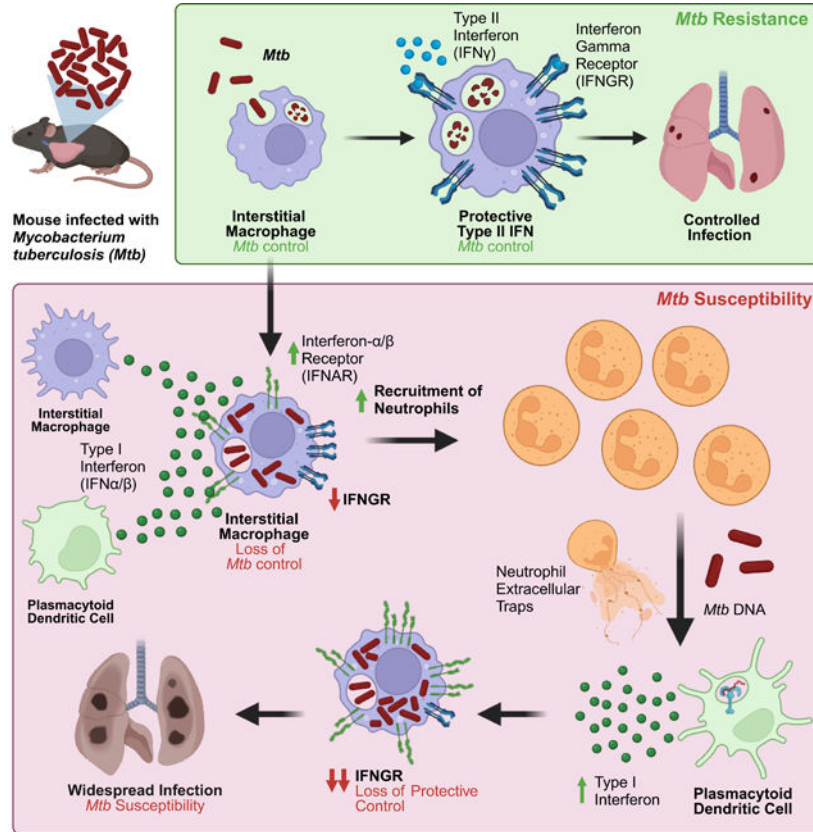 Mtb Resistance
Mtb
Type II
Interferon
(IFNγ)
Interferon
Gamma
Receptor
(IFNGR)
Mouse infected with
Mycobacterium
tuberculosis (Mtb)
Interstitial
Macrophage
Mtb control
Protective
Type II IFN
Mtb control
Controlled
Infection
Mtb Susceptibility
Interstitial
Macrophage
Interferon-α/β
Receptor
(IFNAR)
Recruitment of
Neutrophils
Type I
Interferon
(IFNα/β)
IFNGR
Interstitial
Macrophage
Loss of
Mtb control
Plasmacytoid
Dendritic Cell
Neutrophil
Extracellular
Traps
Mtb DNA
Widespread Infection
Mtb Susceptibility
IFNGR
Loss of Protective
Control
Type I
Interferon
Plasmacytoid
Dendritic Cell